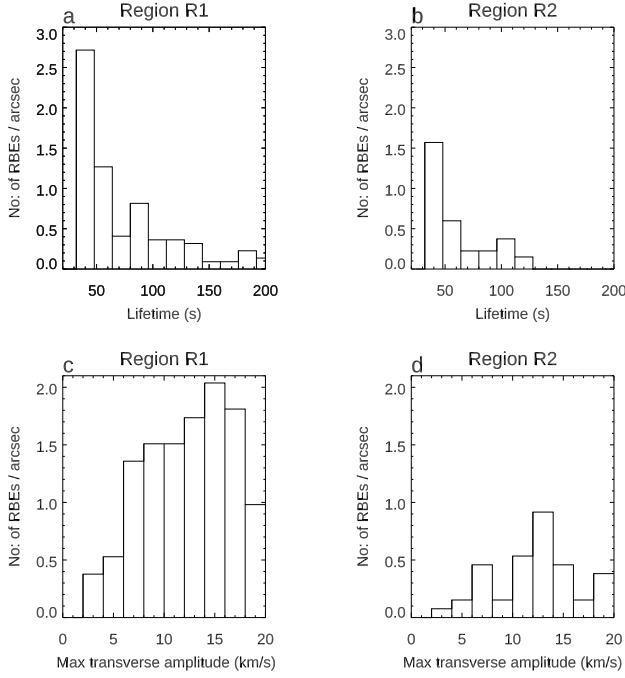 a Region R1
3.0
2.5
2.0
1.5
1.0
0.5
0.0
No: of RBEs / arcsec
50 100 150 200
Lifetime (s)
b Region R2
3.0
2.5
2.0
1.5
1.0
0.5
0.0
No: of RBEs / arcsec
50 100 150 200
Lifetime (s)
c Region R1
2.0
1.5
1.0
0.5
0.0
No: of RBEs / arcsec
0 5 10 15 20
Max transverse amplitude (km/s)
d Region R2
2.0
1.5
1.0
0.5
0.0
No: of RBEs / arcsec
0 5 10 15 20
Max transverse amplitude (km/s)